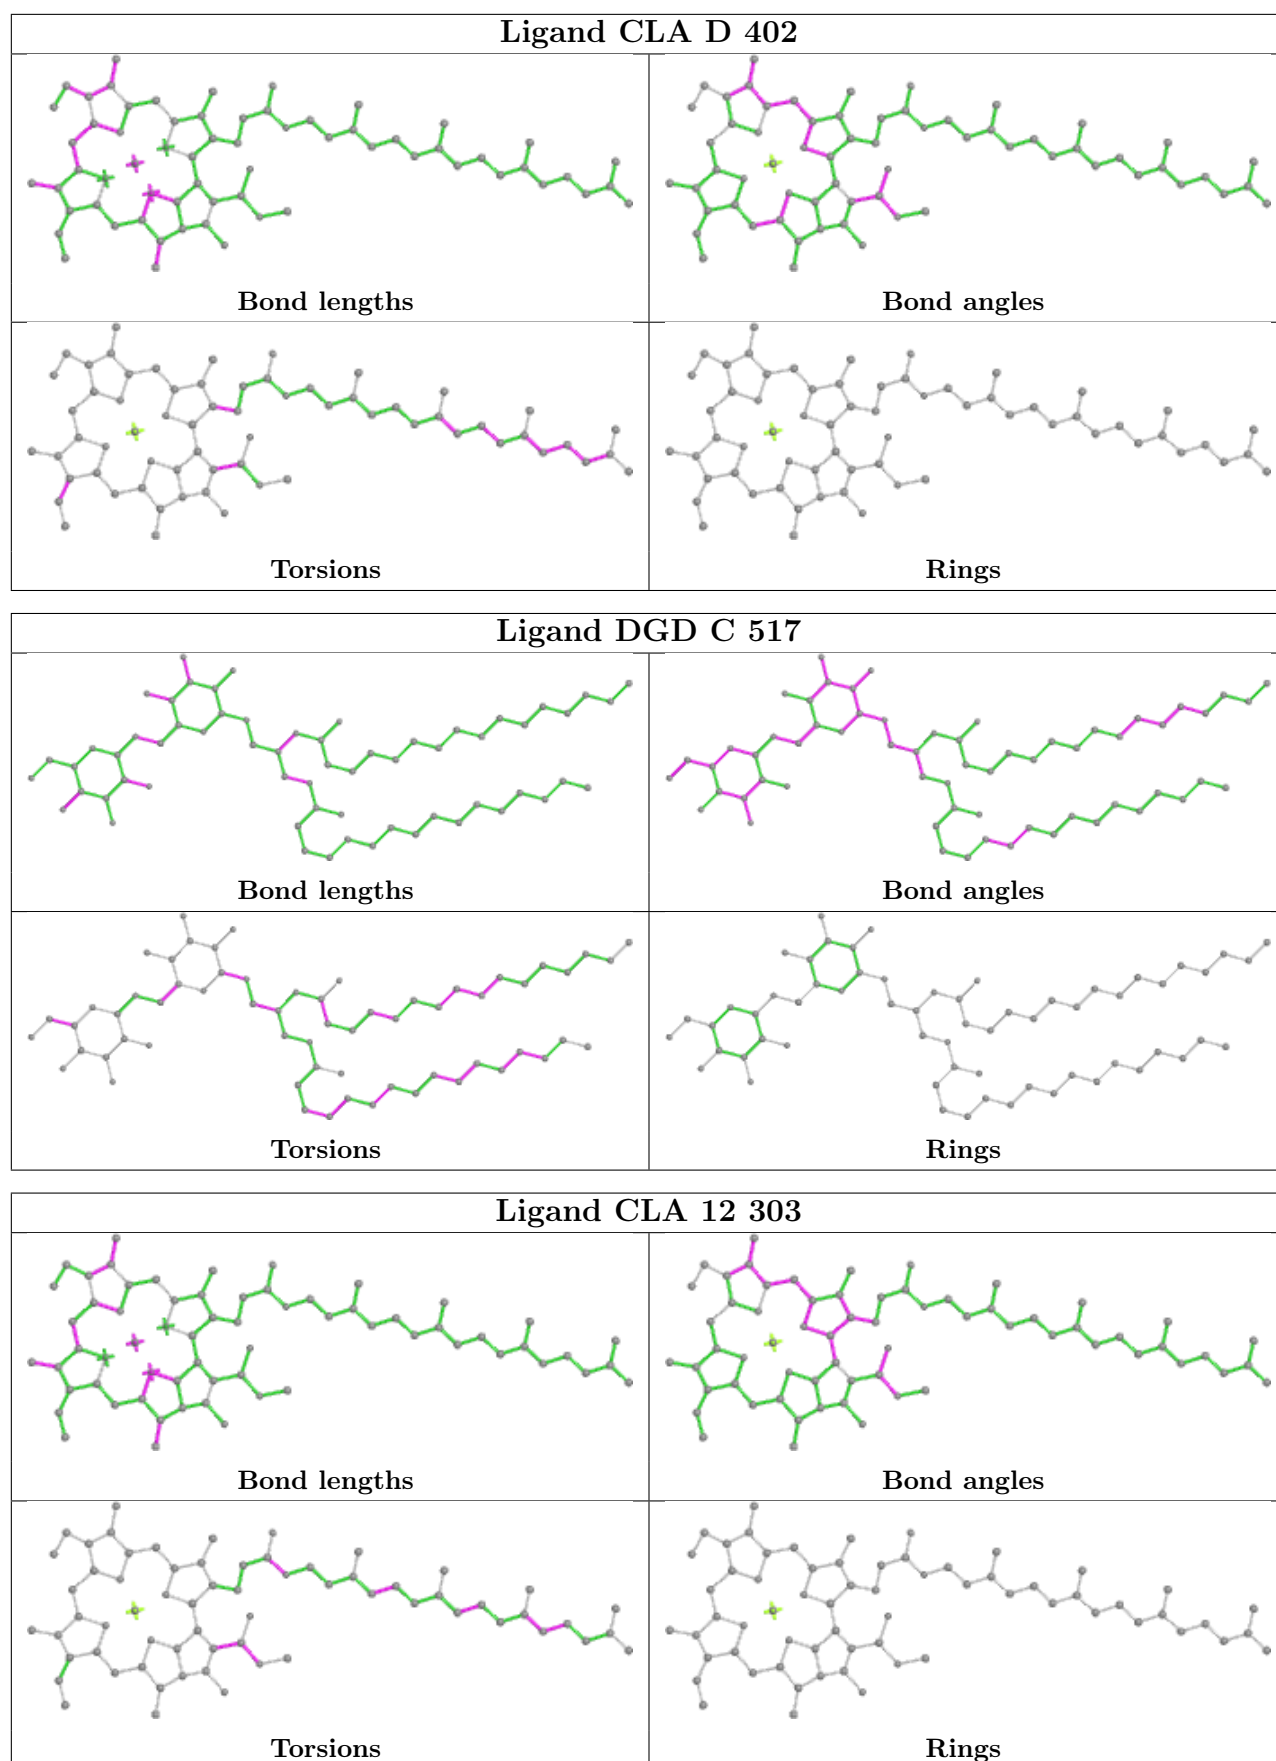 Ligand CLA D 402
Bond lengths
Bond angles
Torsions
Rings
Ligand DGD C 517
Bond lengths
Bond angles
Torsions
Rings
Ligand CLA 12 303
Bond lengths
Bond angles
Torsions
Rings